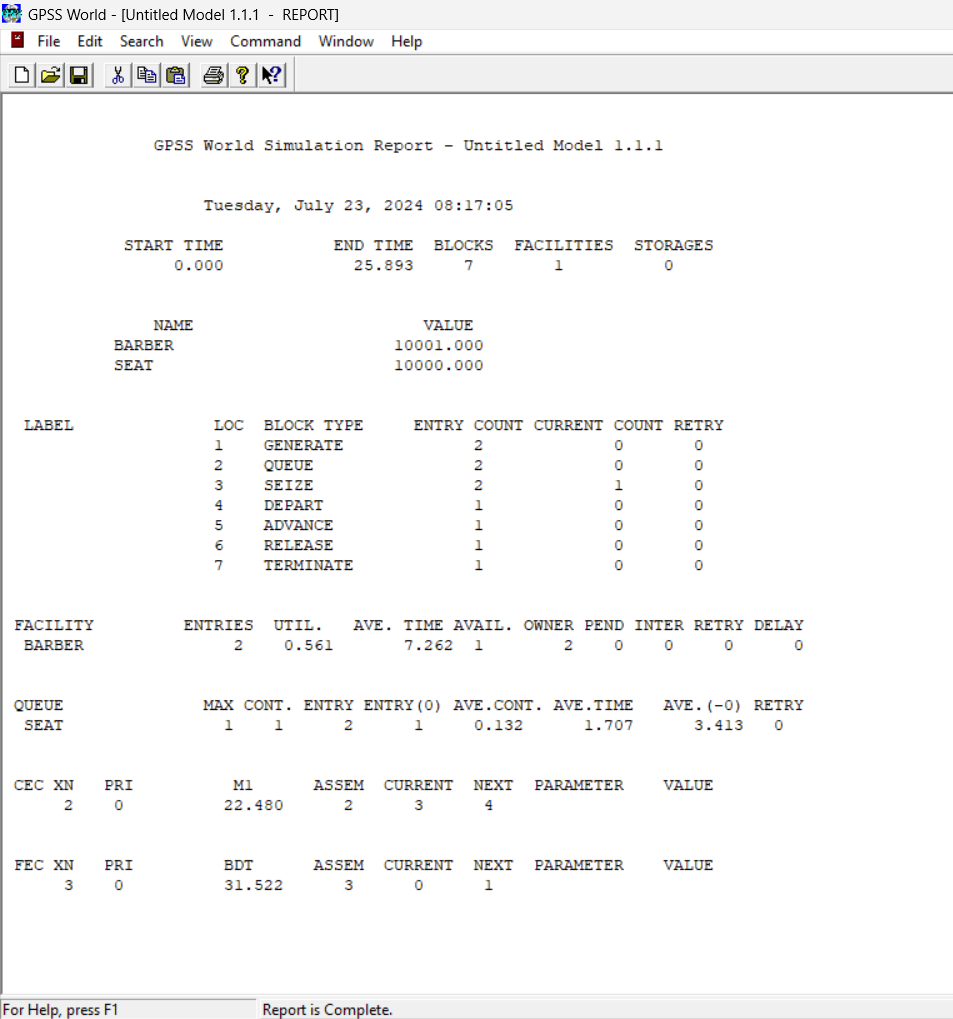 GPSS World - [Untitled Model 1.1.1 - REPORT]
File Edit Search View Command Window Help
GPSS World Simulation Report - Untitled Model 1.1.1
Tuesday, July 23, 2024 08:17:05
START TIME END TIME BLOCKS FACILITIES STORAGES
0.000 25.893 7 1 0
NAME VALUE
BARBER 10001.000
SEAT 10000.000
LABEL LOC BLOCK TYPE ENTRY COUNT CURRENT COUNT RETRY
1 GENERATE 2 0 0
2 QUEUE 2 0 0
3 SEIZE 2 1 0
4 DEPART 1 0 0
5 ADVANCE 1 0 0
6 RELEASE 1 0 0
7 TERMINATE 1 0 0
FACILITY ENTRIES UTIL. AVE. TIME AVAIL. OWNER PEND INTER RETRY DELAY
BARBER 2 0.561 7.262 1 2 0 0 0 0
QUEUE MAX CONT. ENTRY ENTRY(0) AVE.CONT. AVE.TIME AVE.(-0) RETRY
SEAT 1 1 2 1 0.132 1.707 3.413 0
CEC XN PRI M1 ASSEM CURRENT NEXT PARAMETER VALUE
2 0 22.480 2 3 4
FEC XN PRI BDT ASSEM CURRENT NEXT PARAMETER VALUE
3 0 31.522 3 0 1
For Help, press F1 Report is Complete.